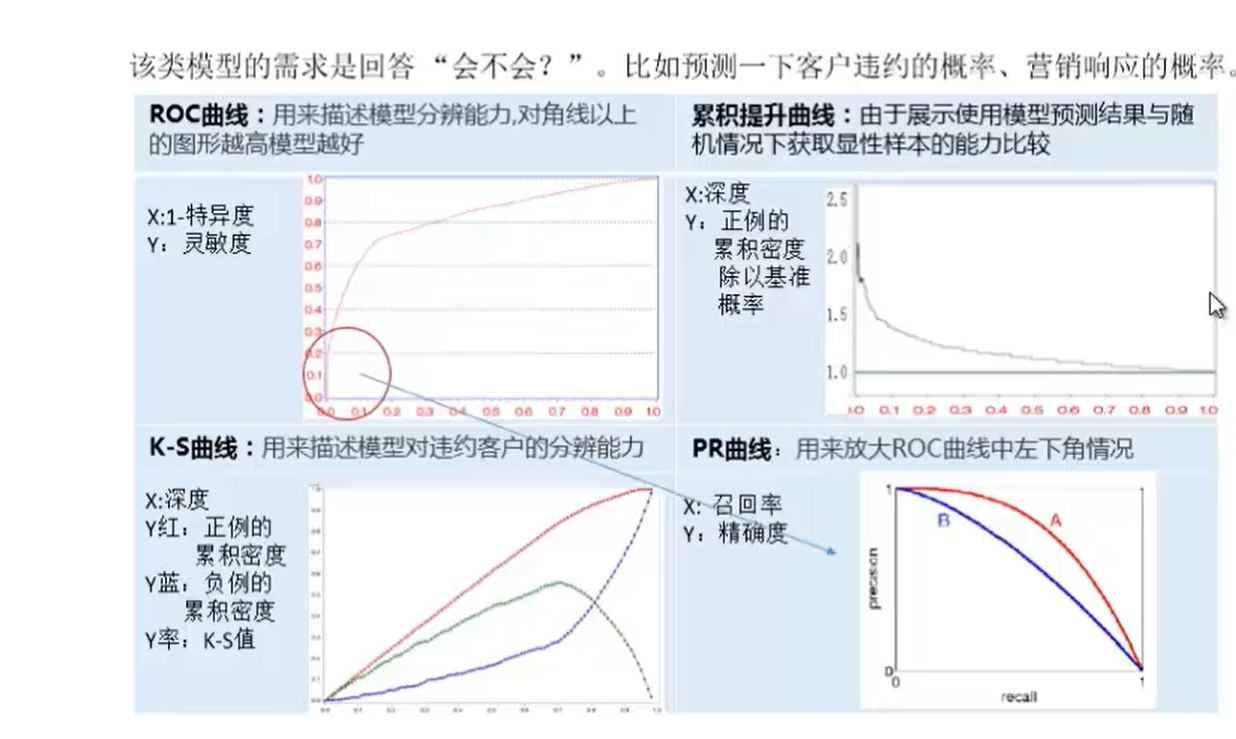 该类模型的需求是回答“会不会？”。比如预测一下客户违约的概率、营销响应的概率。
ROC曲线：用来描述模型分辨能力,对角线以上
的图形越高模型越好
X:1-特异度
Y：灵敏度
1.0
0.9
0.8
0.7
0.6
0.5
0.4
0.3
0.2
0.1
0.0
0.0 0.1 0.2 0.3 0.4 0.5 0.6 0.7 0.8 0.9 1.0
累积提升曲线：由于展示使用模型预测结果与随
机情况下获取显性样本的能力比较
X:深度
Y：正例的
累积密度
除以基准
概率
2.5
2.0
1.5
1.0
0.1 0.2 0.3 0.4 0.5 0.6 0.7 0.8 0.9 1.0
K-S曲线：用来描述模型对违约客户的分辨能力
X:深度
Y红：正例的
累积密度
Y蓝：负例的
累积密度
Y率：K-S值
PR曲线：用来放大ROC曲线中左下角情况
X: 召回率
Y：精确度
1
B
A
precision
0
0 1
recall